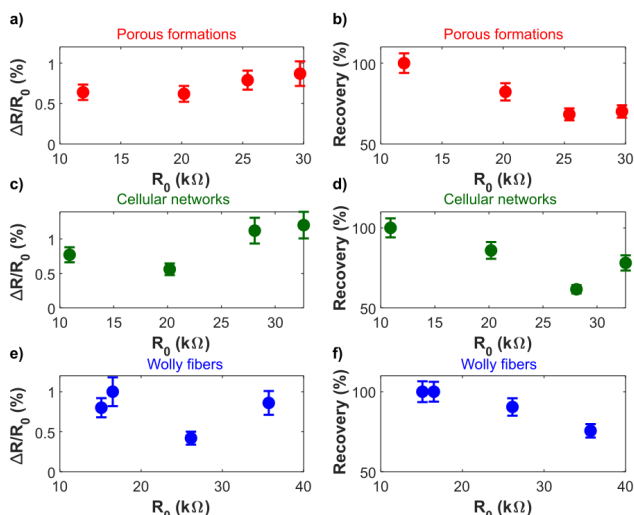 a)
Porous formations
ΔR/R0 (%)
1
0.5
0
10 15 20 25 30
R0 (kΩ)
b)
Porous formations
Recovery (%)
100
50
10 15 20 25 30
R0 (kΩ)
c)
Cellular networks
ΔR/R0 (%)
1
0.5
0
10 15 20 25 30
R0 (kΩ)
d)
Cellular networks
Recovery (%)
100
50
10 15 20 25 30
R0 (kΩ)
e)
Wolly fibers
ΔR/R0 (%)
1
0.5
0
10 20 30 40
R0 (kΩ)
f)
Wolly fibers
Recovery (%)
100
50
10 20 30 40
R0 (kΩ)